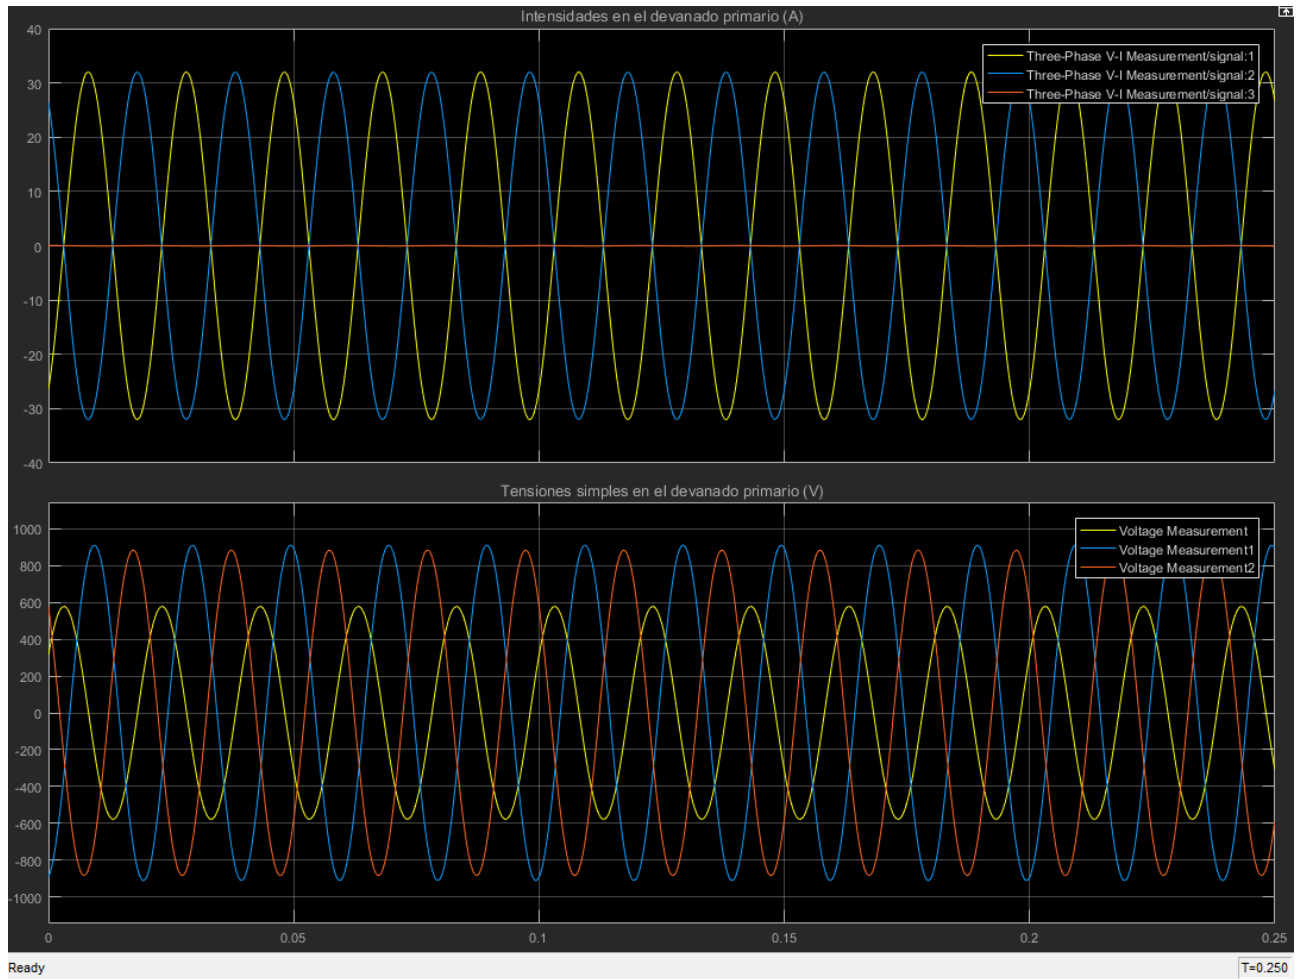 Intensidades en el devanado primario (A)
40
30
20
10
0
-10
-20
-30
-40
Three-Phase V-I Measurement/signal:1
Three-Phase V-I Measurement/signal:2
Three-Phase V-I Measurement/signal:3
Tensiones simples en el devanado primario (V)
1000
800
600
400
200
0
-200
-400
-600
-800
-1000
Voltage Measurement
Voltage Measurement1
Voltage Measurement2
0
0.05
0.1
0.15
0.2
0.25
Ready
T=0.250